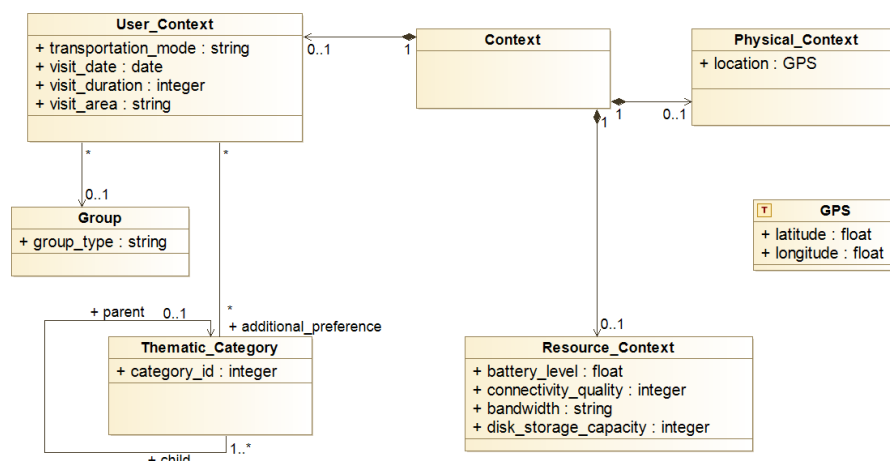 User_Context
+ transportation_mode : string
+ visit_date : date
+ visit_duration : integer
+ visit_area : string
0..1
1
Context
Physical_Context
+ location : GPS
1
0..1
1
*
*
0..1
Group
+ group_type : string
T
GPS
+ latitude : float
+ longitude : float
+ parent
0..1
*
+ additional_preference
0..1
Thematic_Category
+ category_id : integer
Resource_Context
+ battery_level : float
+ connectivity_quality : integer
+ bandwidth : string
+ disk_storage_capacity : integer
1..*
+ child